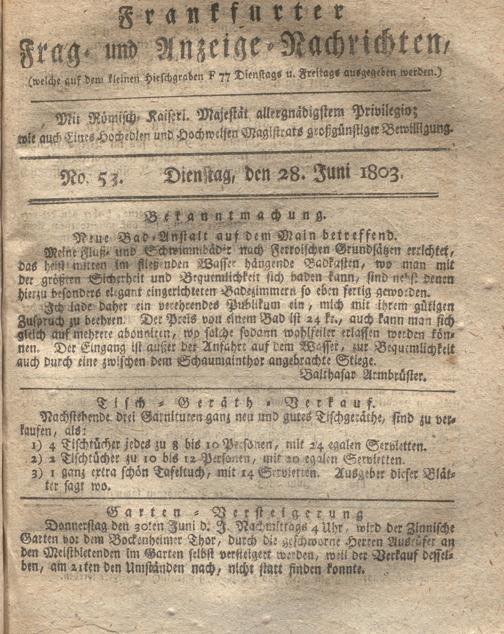 Frankfurter
Frag- und Anzeige-Nachrichten,
(welche auf dem kleinen Hirschgraben F 77 Dienstags u. Freitags ausgegeben werden.)
Mit Römisch-Kaiserl. Majestät allergnädigstem Privilegio;
wie auch Eines Hochedlen und Hochweisen Magistrats großgünstiger Bewilligung.
No. 53. Dienstag, den 28. Juni 1803.
Bekanntmachung.
Neue Bad-Anstalt auf dem Main betreffend.
Meine Fluß- und Schwimmbäder nach Ferroischen Grundsätzen errichtet,
das heist mitten im fliessenden Wasser hängende Badkasten, wo man mit
der größten Sicherheit und Bequemlichkeit sich baden kann, sind nebst denen
hierzu besonders elegant eingerichteten Badezimmern so eben fertig geworden.
Ich lade daher ein verehrendes Publikum ein, mich mit ihrem gütigen
Zuspruch zu beehren. Der Preis von einem Bad ist 24 kr., auch kann man sich
gleich auf mehrere abonniren, wo solche sodann wohlfeiler erlassen werden kön-
nen. Der Eingang ist außer der Anfahrt auf dem Wasser, zur Bequemlichkeit
auch durch eine zwischen dem Schaumainthor angebrachte Stiege.
Balthasar Armbrüster.
Tisch-Geräth-Verkauf.
Nachstehende drei Garnituren ganz neu und gutes Tischgeräthe, sind zu ver-
kaufen, als:
1) 4 Tischtücher jedes zu 8 bis 10 Personen, mit 24 egalen Servietten.
2) 2 Tischtücher zu 10 bis 12 Personen, mit 20 egalen Servietten.
3) 1 ganz extra schön Tafeltuch, mit 14 Servietten. Ausgeber dieser Blät-
ter sagt wo.
Garten-Versteigerung
Donnerstag den 30ten Juni d. J. Nachmittags 4 Uhr, wird der Zinnische
Garten vor dem Bockenheimer Thor, durch die geschworne Herren Ausrüfer an
den Meistbietenden im Garten selbst versteigert werden, weil der Verkauf dessel-
ben, am 21ten den Umständen nach, nicht statt finden konnte.